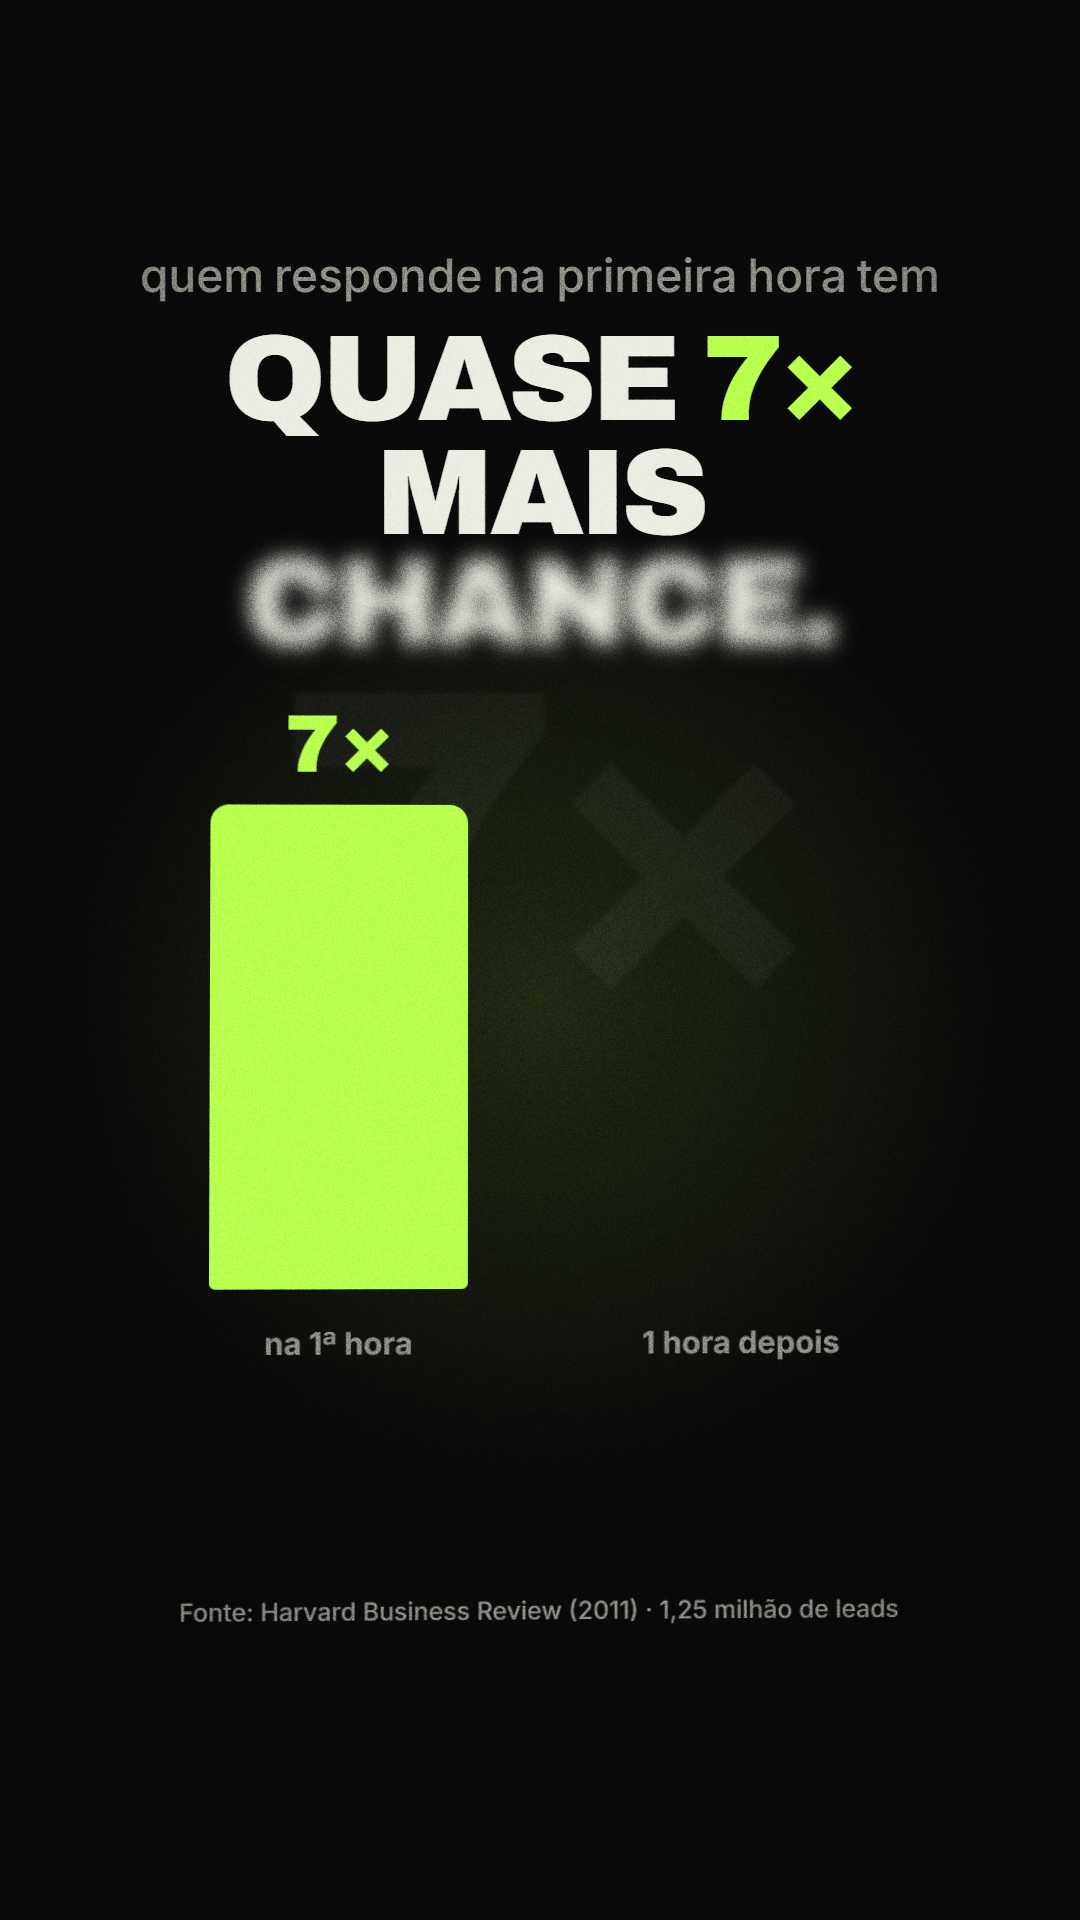 quem responde na primeira hora tem
QUASE 7×
MAIS
CHANCE.
7×
7×
na 1ª hora
1 hora depois
Fonte: Harvard Business Review (2011) · 1,25 milhão de leads